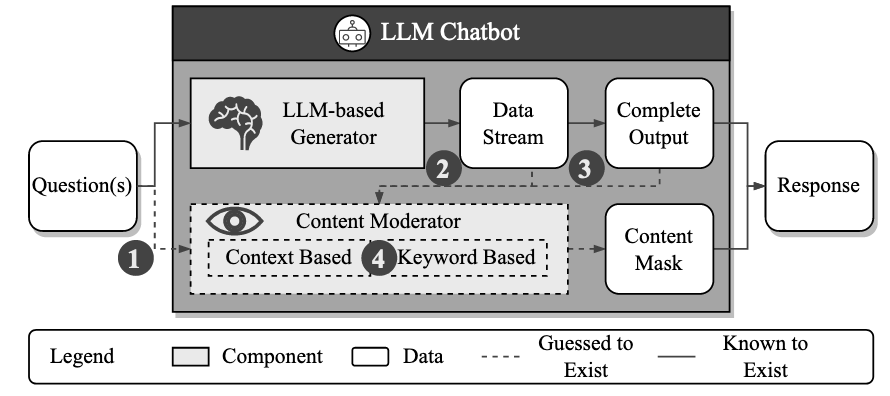 LLM Chatbot
LLM-based
Generator
Data
Stream
Complete
Output
Question(s)
2
3
Response
1
Content Moderator
Context Based
4
Keyword Based
Content
Mask
Legend
Component
Data
Guessed to
Exist
Known to
Exist